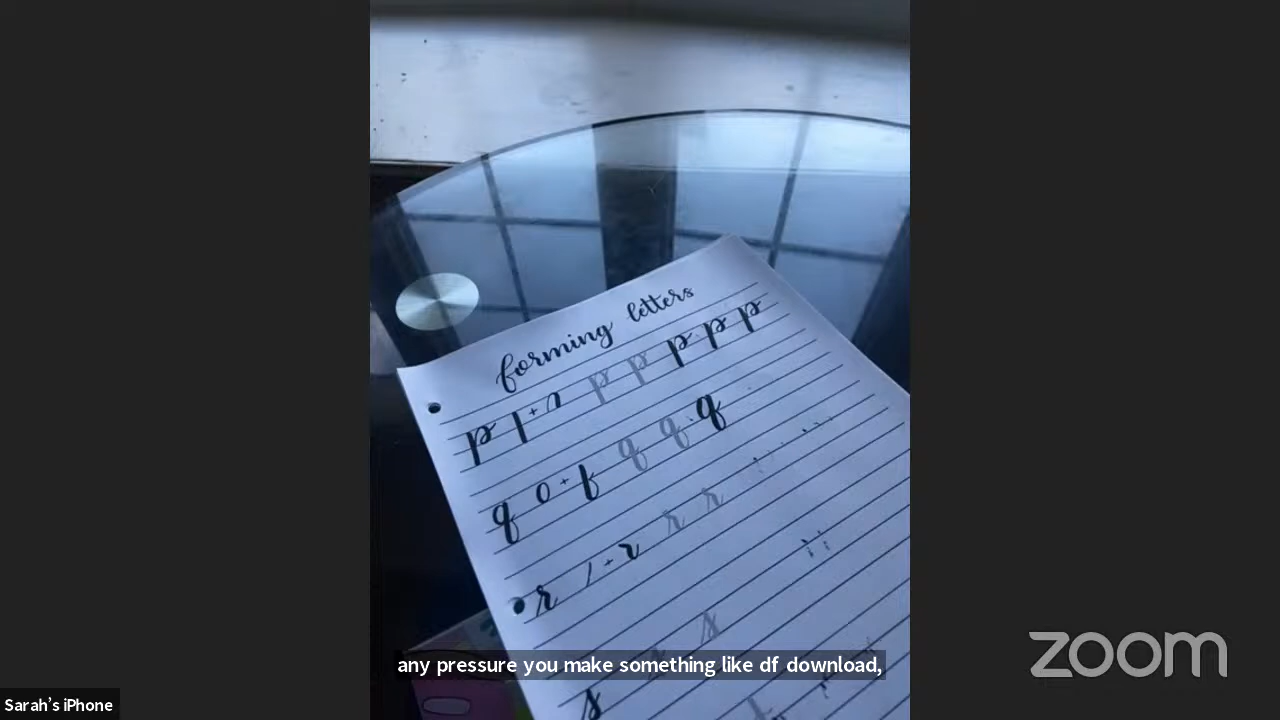 forming letters
p l + n p p p p p
q o + f q q q
r / + r r r
s s s
any pressure you make something like df download,
zoom
Sarah's iPhone